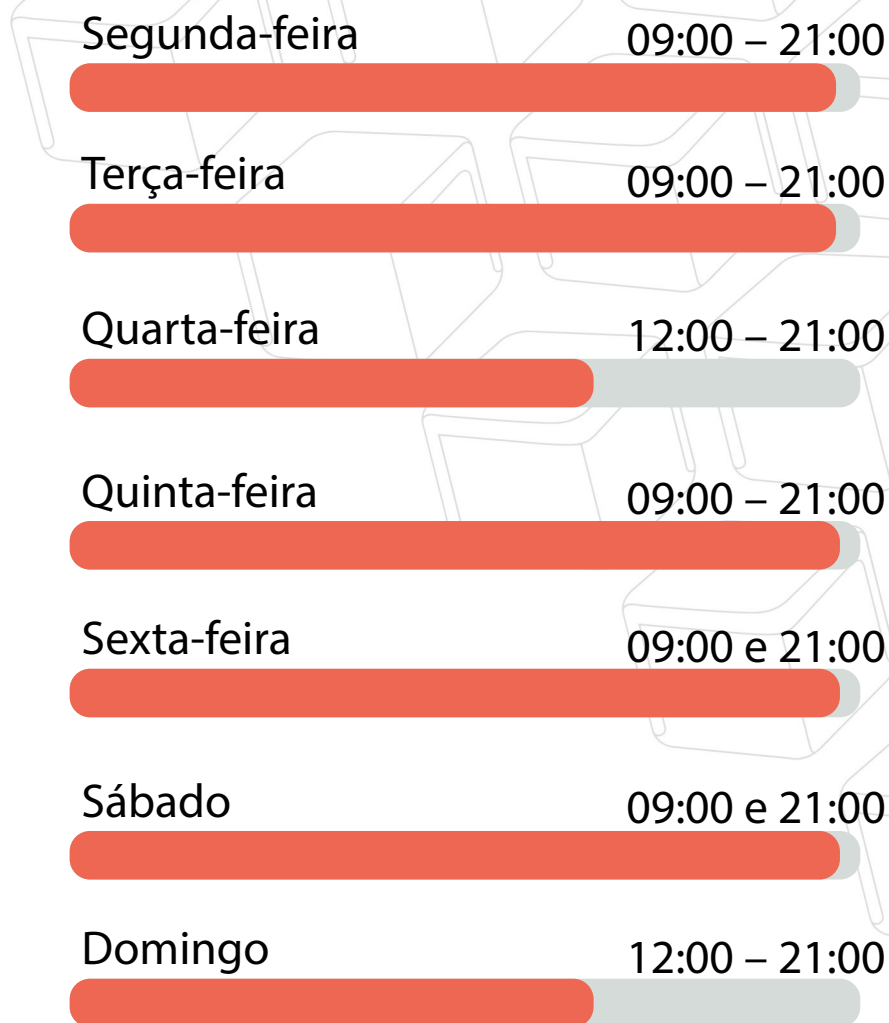 Segunda-feira 09:00 – 21:00
Terça-feira 09:00 – 21:00
Quarta-feira 12:00 – 21:00
Quinta-feira 09:00 – 21:00
Sexta-feira 09:00 e 21:00
Sábado 09:00 e 21:00
Domingo 12:00 – 21:00